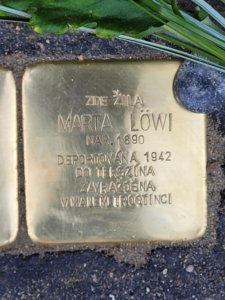 ZDE ŽILA
MARTA LÖWI
NAR. 1890
DEPORTOVÁNA 1942
DO TEREZÍNA
ZAVRAŽDĚNA
V MALÉM TROSTINCI